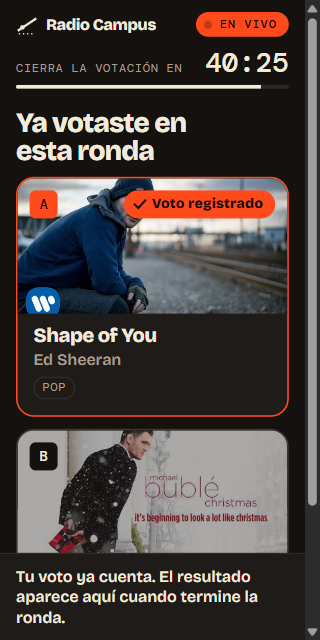 Radio Campus
EN VIVO
CIERRA LA VOTACIÓN EN
40:25
Ya votaste en
esta ronda
A
Voto registrado
Shape of You
Ed Sheeran
POP
B
michael
bublé
christmas
it's beginning to look a lot like christmas
Tu voto ya cuenta. El resultado
aparece aquí cuando termine la
ronda.